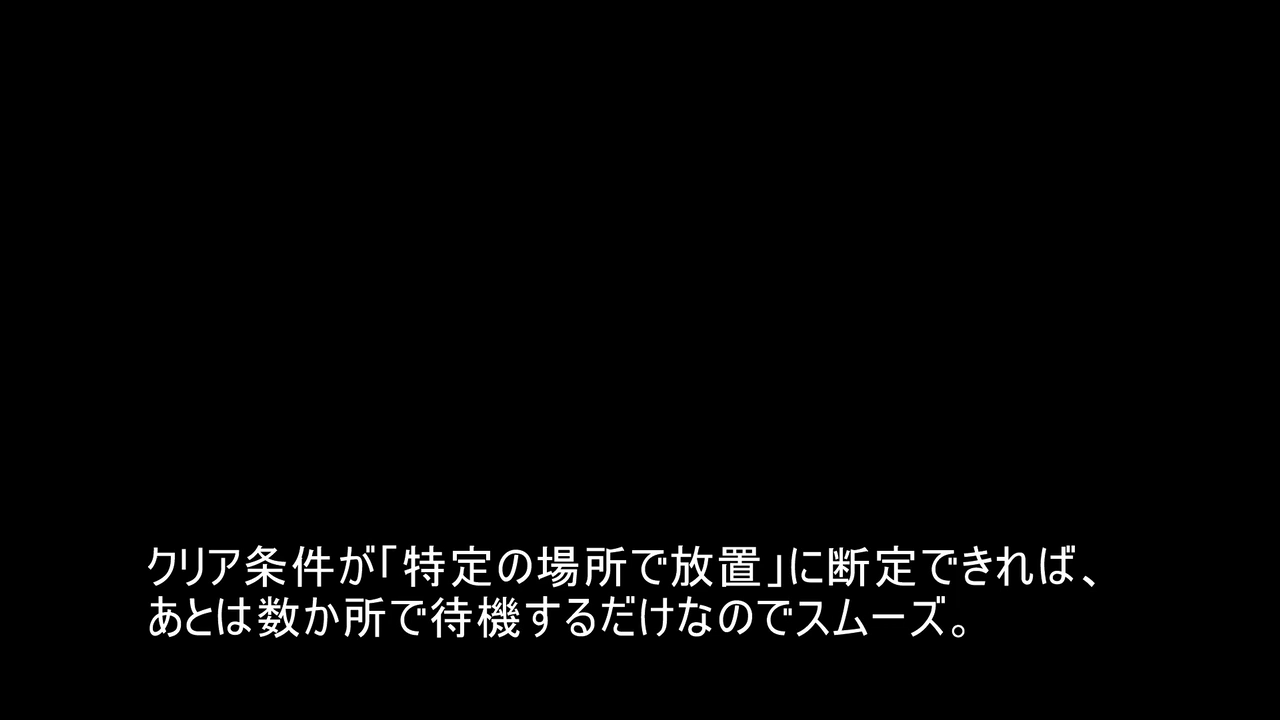 クリア条件が「特定の場所で放置」に断定できれば、
あとは数か所で待機するだけなのでスムーズ。